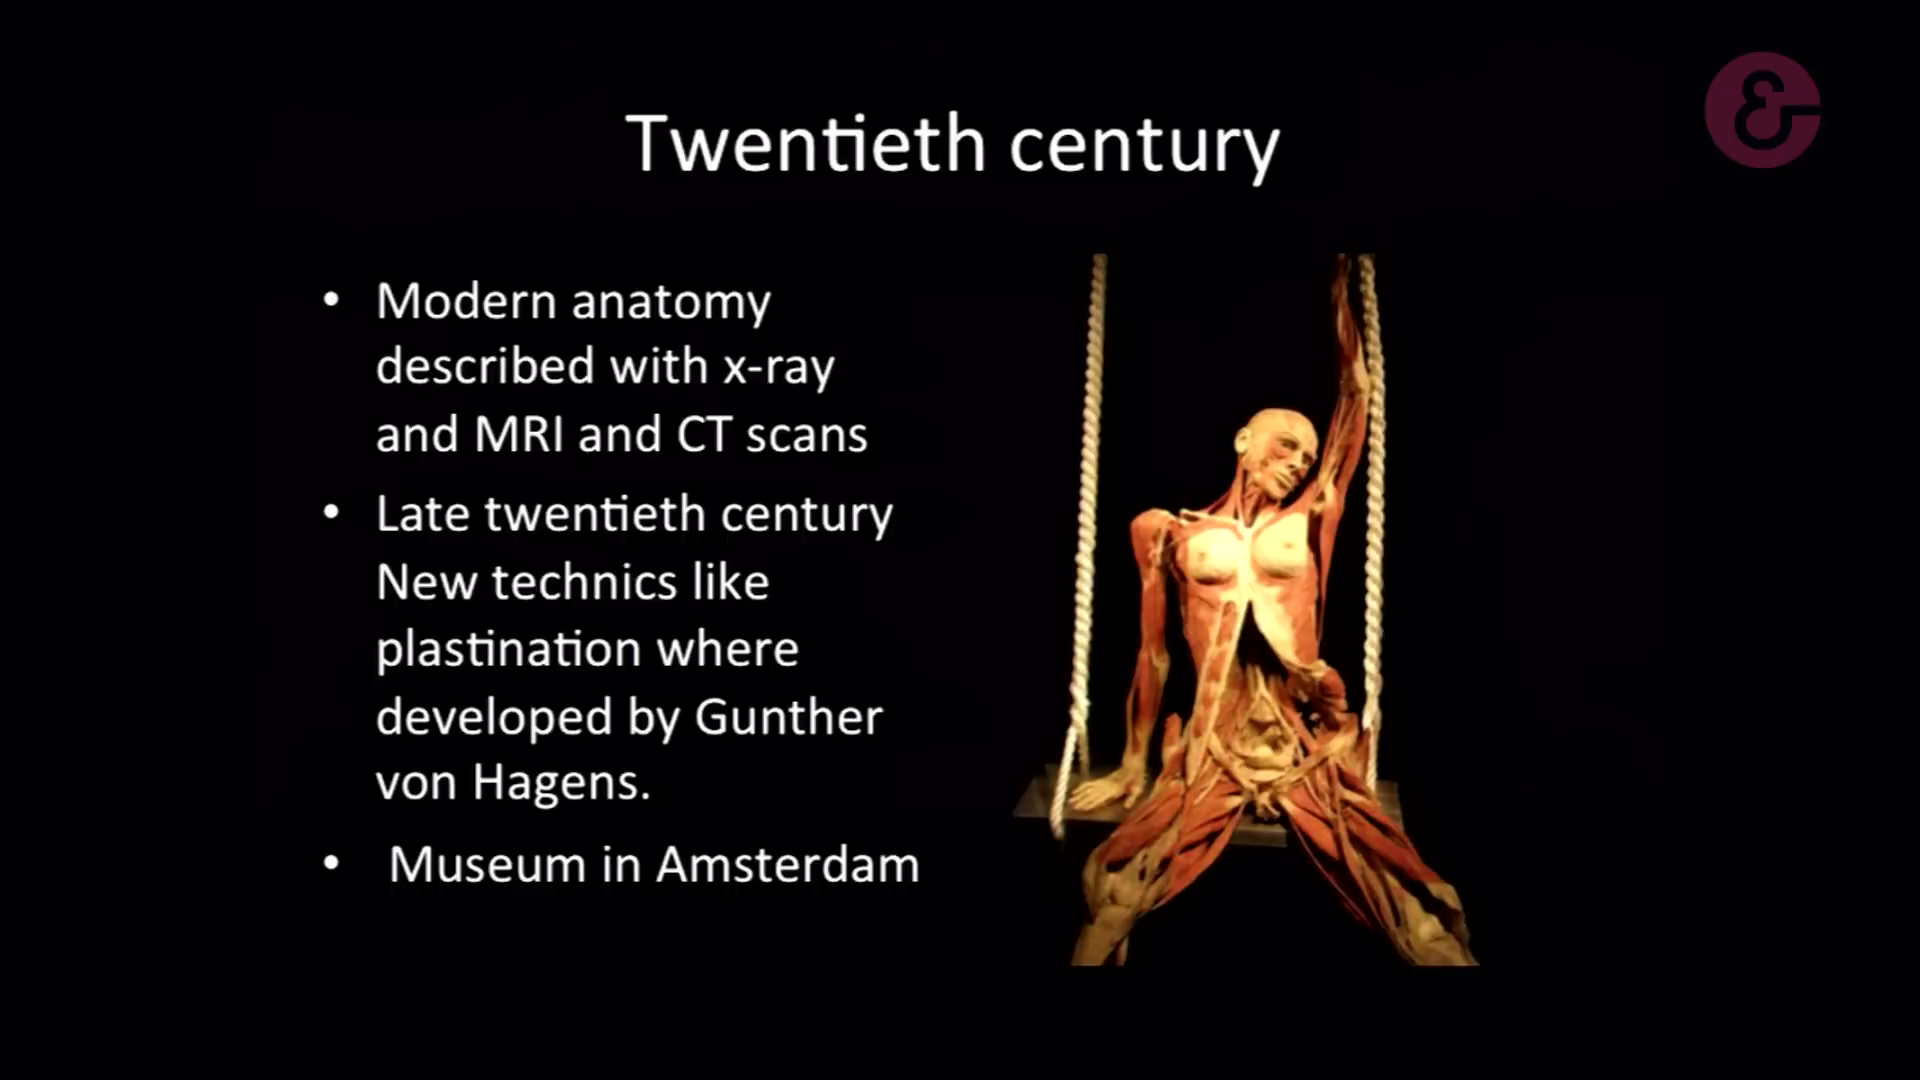 Twentieth century
• Modern anatomy
described with x-ray
and MRI and CT scans
• Late twentieth century
New technics like
plastination where
developed by Gunther
von Hagens.
• Museum in Amsterdam
&